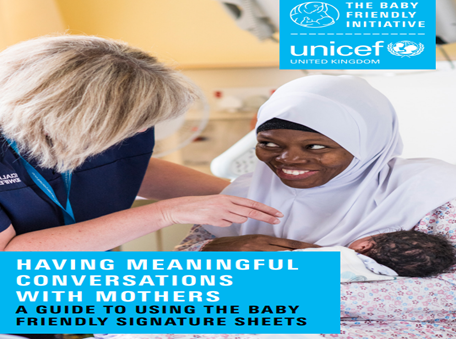 THE BABY
FRIENDLY
INITIATIVE
unicef
UNITED KINGDOM
HAVING MEANINGFUL
CONVERSATIONS
WITH MOTHERS
A GUIDE TO USING THE BABY
FRIENDLY SIGNATURE SHEETS